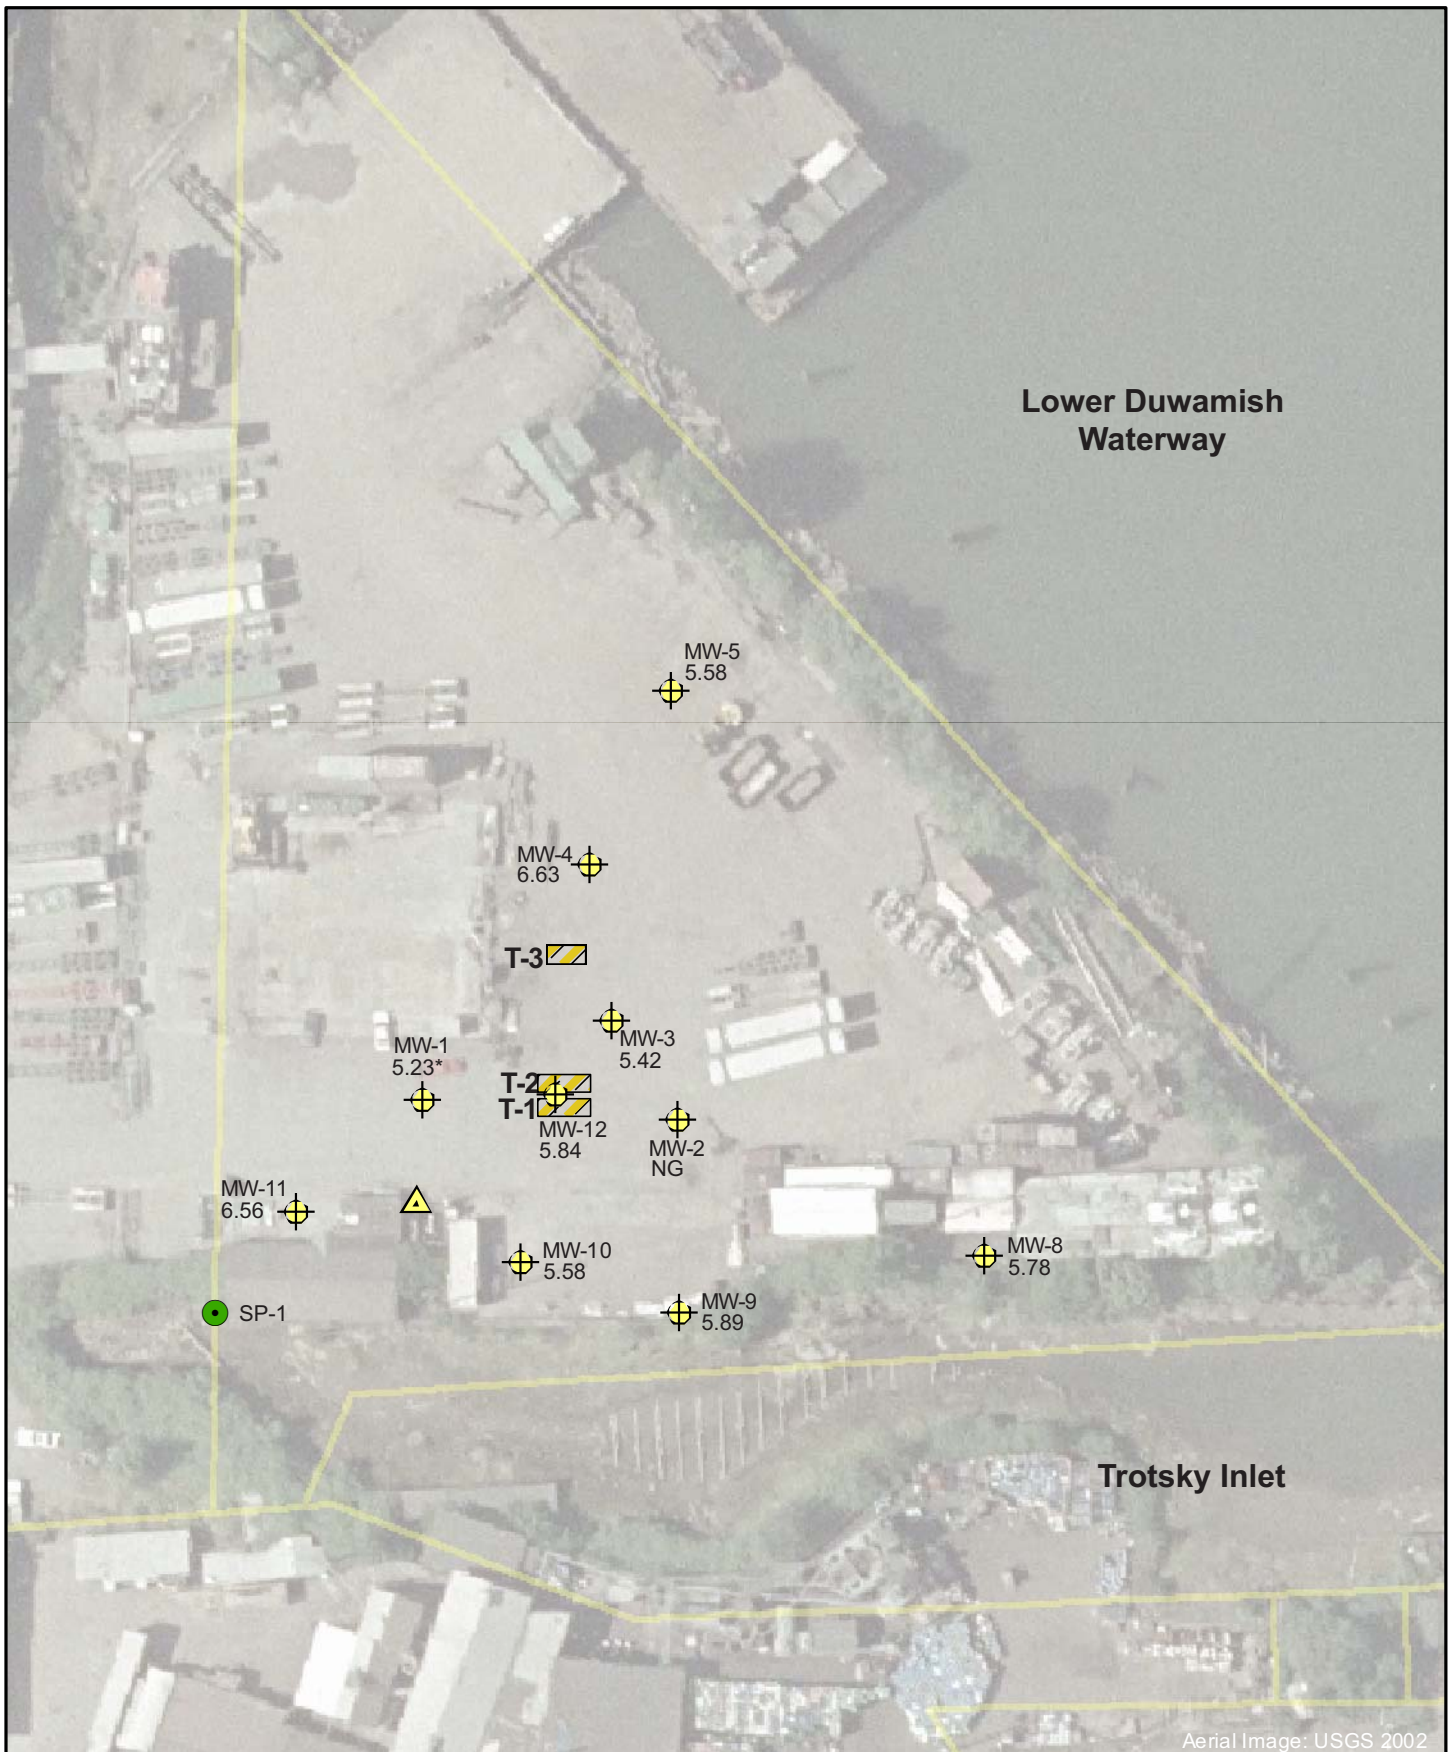 Lower Duwamish
Waterway
MW-5
5.58
MW-4
6.63
T-3
MW-3
5.42
MW-1
5.23*
T-2
T-1
MW-12
5.84
MW-2
NG
MW-11
6.56
MW-10
5.58
MW-8
5.78
MW-9
5.89
SP-1
Trotsky Inlet
Aerial Image: USGS 2002